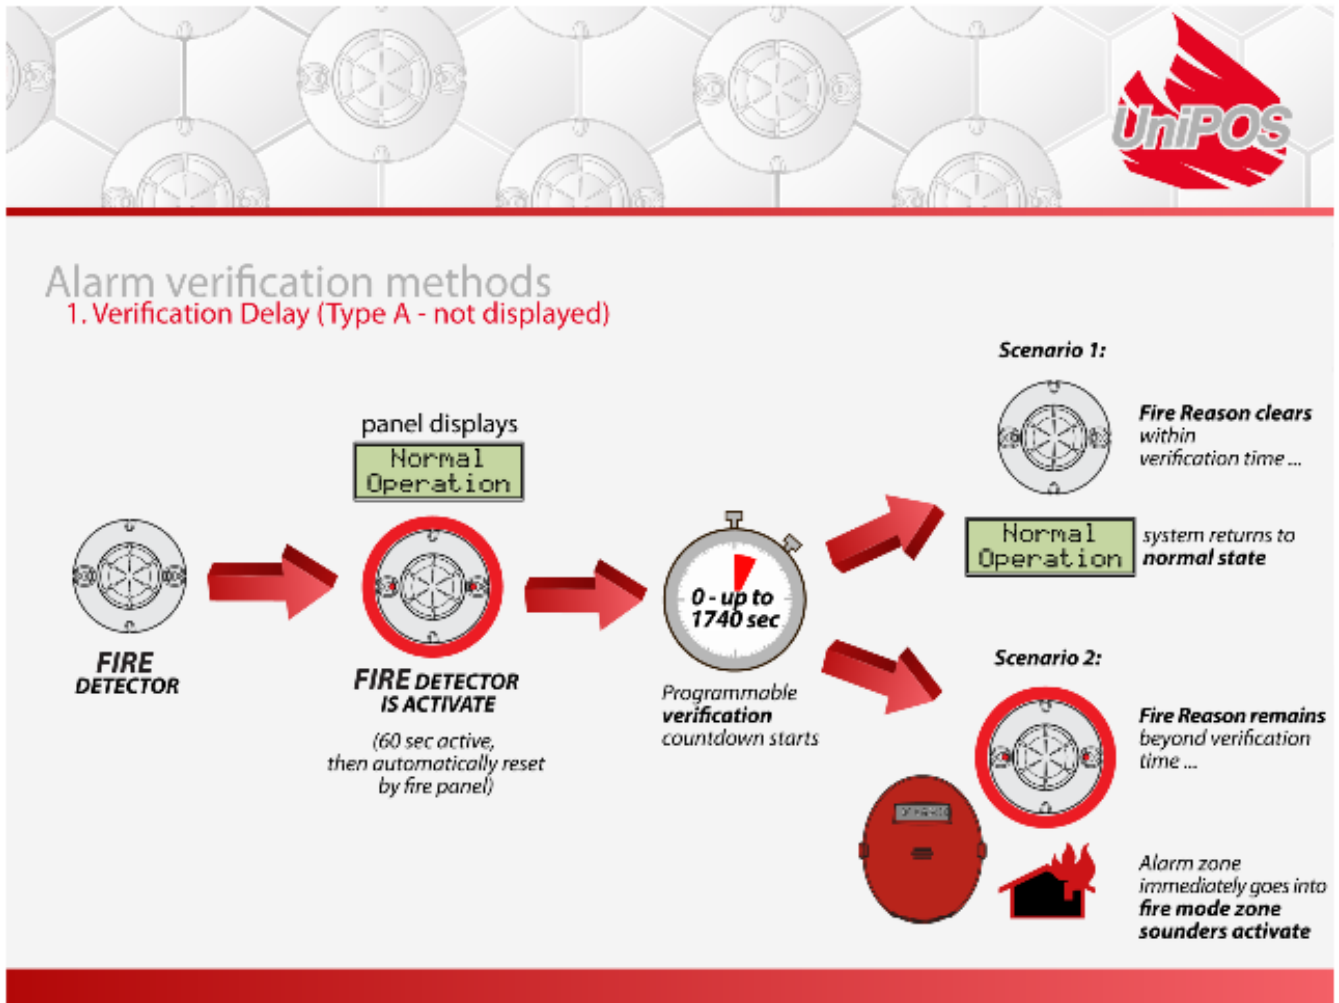 UniPOS
Alarm verification methods
1. Verification Delay (Type A - not displayed)
panel displays
Normal
Operation
FIRE
DETECTOR
FIRE DETECTOR
IS ACTIVATE
(60 sec active,
then automatically reset
by fire panel)
0 - up to
1740 sec
Programmable
verification
countdown starts
Scenario 1:
Fire Reason clears
within
verification time ...
Normal
Operation
system returns to
normal state
Scenario 2:
Fire Reason remains
beyond verification
time ...
Alarm zone
immediately goes into
fire mode zone
sounders activate